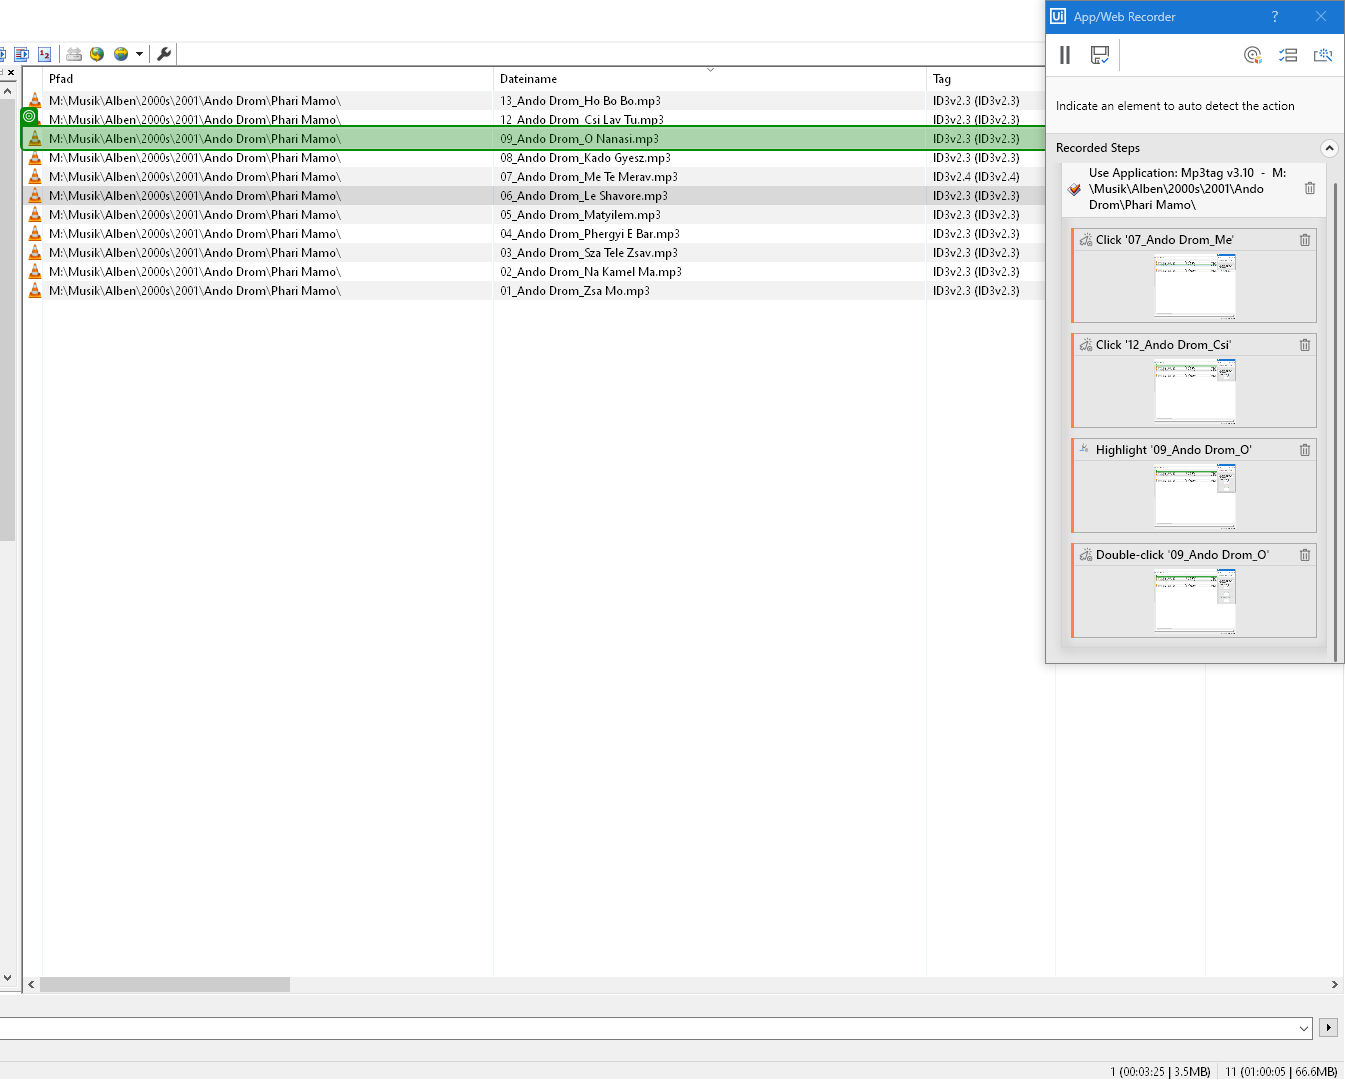 Ui App/Web Recorder ?
Indicate an element to auto detect the action
Recorded Steps
Use Application: Mp3tag v3.10 - M:
\Musik\Alben\2000s\2001\Ando
Drom\Phari Mamo\
Click '07_Ando Drom_Me'
Click '12_Ando Drom_Csi'
Highlight '09_Ando Drom_O'
Double-click '09_Ando Drom_O'
Pfad Dateiname Tag
M:\Musik\Alben\2000s\2001\Ando Drom\Phari Mamo\ 13_Ando Drom_Ho Bo Bo.mp3 ID3v2.3 (ID3v2.3)
M:\Musik\Alben\2000s\2001\Ando Drom\Phari Mamo\ 12_Ando Drom_Csi Lav Tu.mp3 ID3v2.3 (ID3v2.3)
M:\Musik\Alben\2000s\2001\Ando Drom\Phari Mamo\ 09_Ando Drom_O Nanasi.mp3 ID3v2.3 (ID3v2.3)
M:\Musik\Alben\2000s\2001\Ando Drom\Phari Mamo\ 08_Ando Drom_Kado Gyesz.mp3 ID3v2.3 (ID3v2.3)
M:\Musik\Alben\2000s\2001\Ando Drom\Phari Mamo\ 07_Ando Drom_Me Te Merav.mp3 ID3v2.4 (ID3v2.4)
M:\Musik\Alben\2000s\2001\Ando Drom\Phari Mamo\ 06_Ando Drom_Le Shavore.mp3 ID3v2.3 (ID3v2.3)
M:\Musik\Alben\2000s\2001\Ando Drom\Phari Mamo\ 05_Ando Drom_Matyilem.mp3 ID3v2.3 (ID3v2.3)
M:\Musik\Alben\2000s\2001\Ando Drom\Phari Mamo\ 04_Ando Drom_Phergyi E Bar.mp3 ID3v2.3 (ID3v2.3)
M:\Musik\Alben\2000s\2001\Ando Drom\Phari Mamo\ 03_Ando Drom_Sza Tele Zsav.mp3 ID3v2.3 (ID3v2.3)
M:\Musik\Alben\2000s\2001\Ando Drom\Phari Mamo\ 02_Ando Drom_Na Kamel Ma.mp3 ID3v2.3 (ID3v2.3)
M:\Musik\Alben\2000s\2001\Ando Drom\Phari Mamo\ 01_Ando Drom_Zsa Mo.mp3 ID3v2.3 (ID3v2.3)
1 (00:03:25 | 3.5MB) 11 (01:00:05 | 66.6MB)